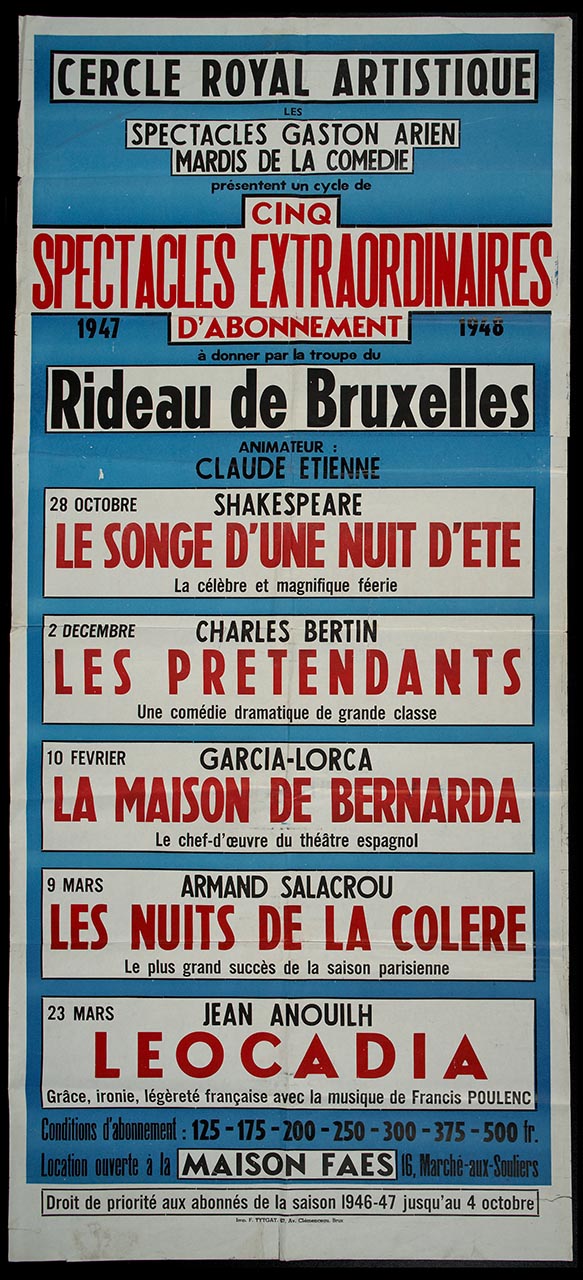 CERCLE ROYAL ARTISTIQUE
LES
SPECTACLES GASTON ARIEN
MARDIS DE LA COMEDIE
présentent un cycle de
CINQ
SPECTACLES EXTRAORDINAIRES
1947 D'ABONNEMENT 1948
à donner par la troupe du
Rideau de Bruxelles
ANIMATEUR :
CLAUDE ETIENNE
28 OCTOBRE SHAKESPEARE
LE SONGE D'UNE NUIT D'ETE
La célèbre et magnifique féerie
2 DECEMBRE CHARLES BERTIN
LES PRETENDANTS
Une comédie dramatique de grande classe
10 FEVRIER GARCIA-LORCA
LA MAISON DE BERNARDA
Le chef-d'œuvre du théâtre espagnol
9 MARS ARMAND SALACROU
LES NUITS DE LA COLERE
Le plus grand succès de la saison parisienne
23 MARS JEAN ANOUILH
LEOCADIA
Grâce, ironie, légèreté française avec la musique de Francis POULENC
Conditions d'abonnement : 125 - 175 - 200 - 250 - 300 - 375 - 500 fr.
Location ouverte à la MAISON FAES 16, Marché-aux-Souliers
Droit de priorité aux abonnés de la saison 1946-47 jusqu'au 4 octobre
Imp. F. TYTGAT, Av. Clémenceau, Brux